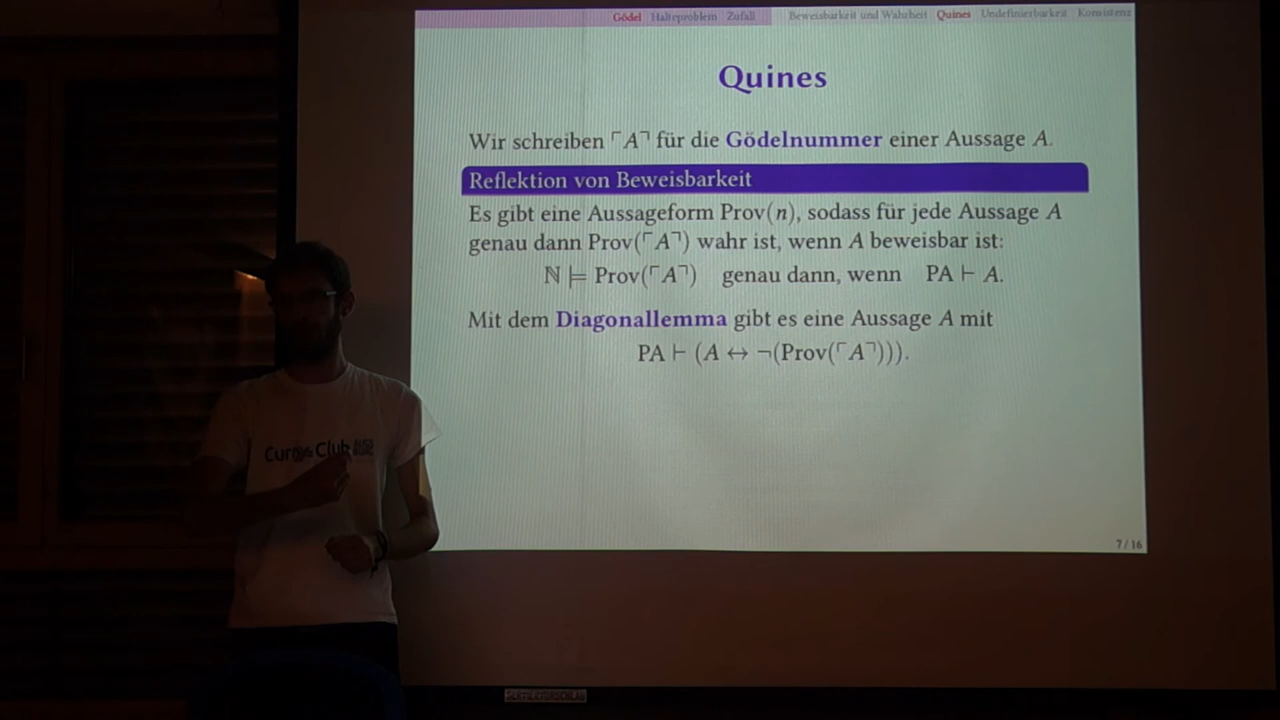 Gödel Halteproblem Zufall Beweisbarkeit und Wahrheit Quines Undefinierbarkeit Konsistenz
Quines
Wir schreiben ⌜A⌝ für die Gödelnummer einer Aussage A.
Reflektion von Beweisbarkeit
Es gibt eine Aussageform Prov(n), sodass für jede Aussage A
genau dann Prov(⌜A⌝) wahr ist, wenn A beweisbar ist:
ℕ ⊨ Prov(⌜A⌝) genau dann, wenn PA ⊢ A.
Mit dem Diagonallemma gibt es eine Aussage A mit
PA ⊢ (A ↔ ¬(Prov(⌜A⌝))).
7 / 16
Club